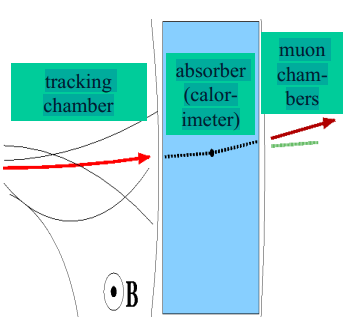 tracking
chamber
absorber
(calor-
imeter)
muon
cham-
bers
B